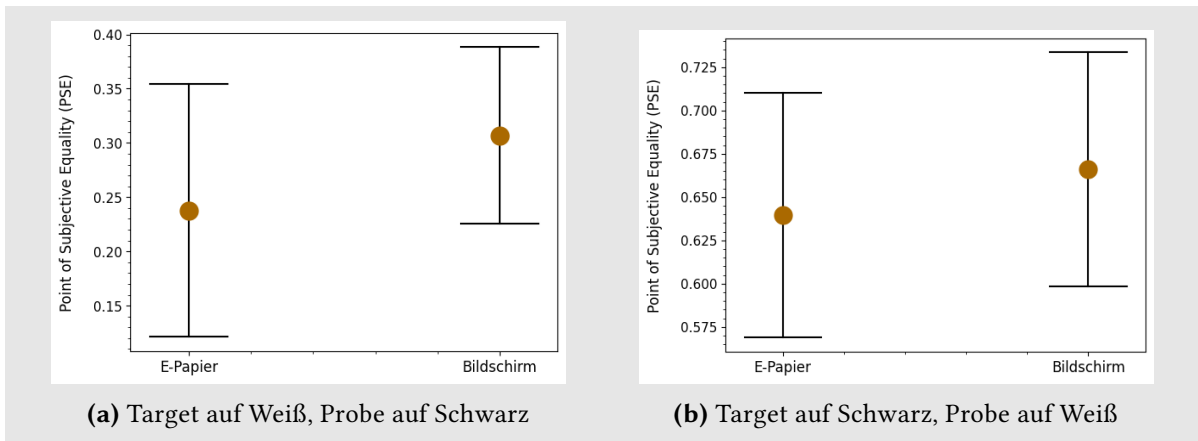 0.40
0.35
0.30
0.25
0.20
0.15
Point of Subjective Equality (PSE)
E-Papier Bildschirm
(a) Target auf Weiß, Probe auf Schwarz
0.725
0.700
0.675
0.650
0.625
0.600
0.575
Point of Subjective Equality (PSE)
E-Papier Bildschirm
(b) Target auf Schwarz, Probe auf Weiß